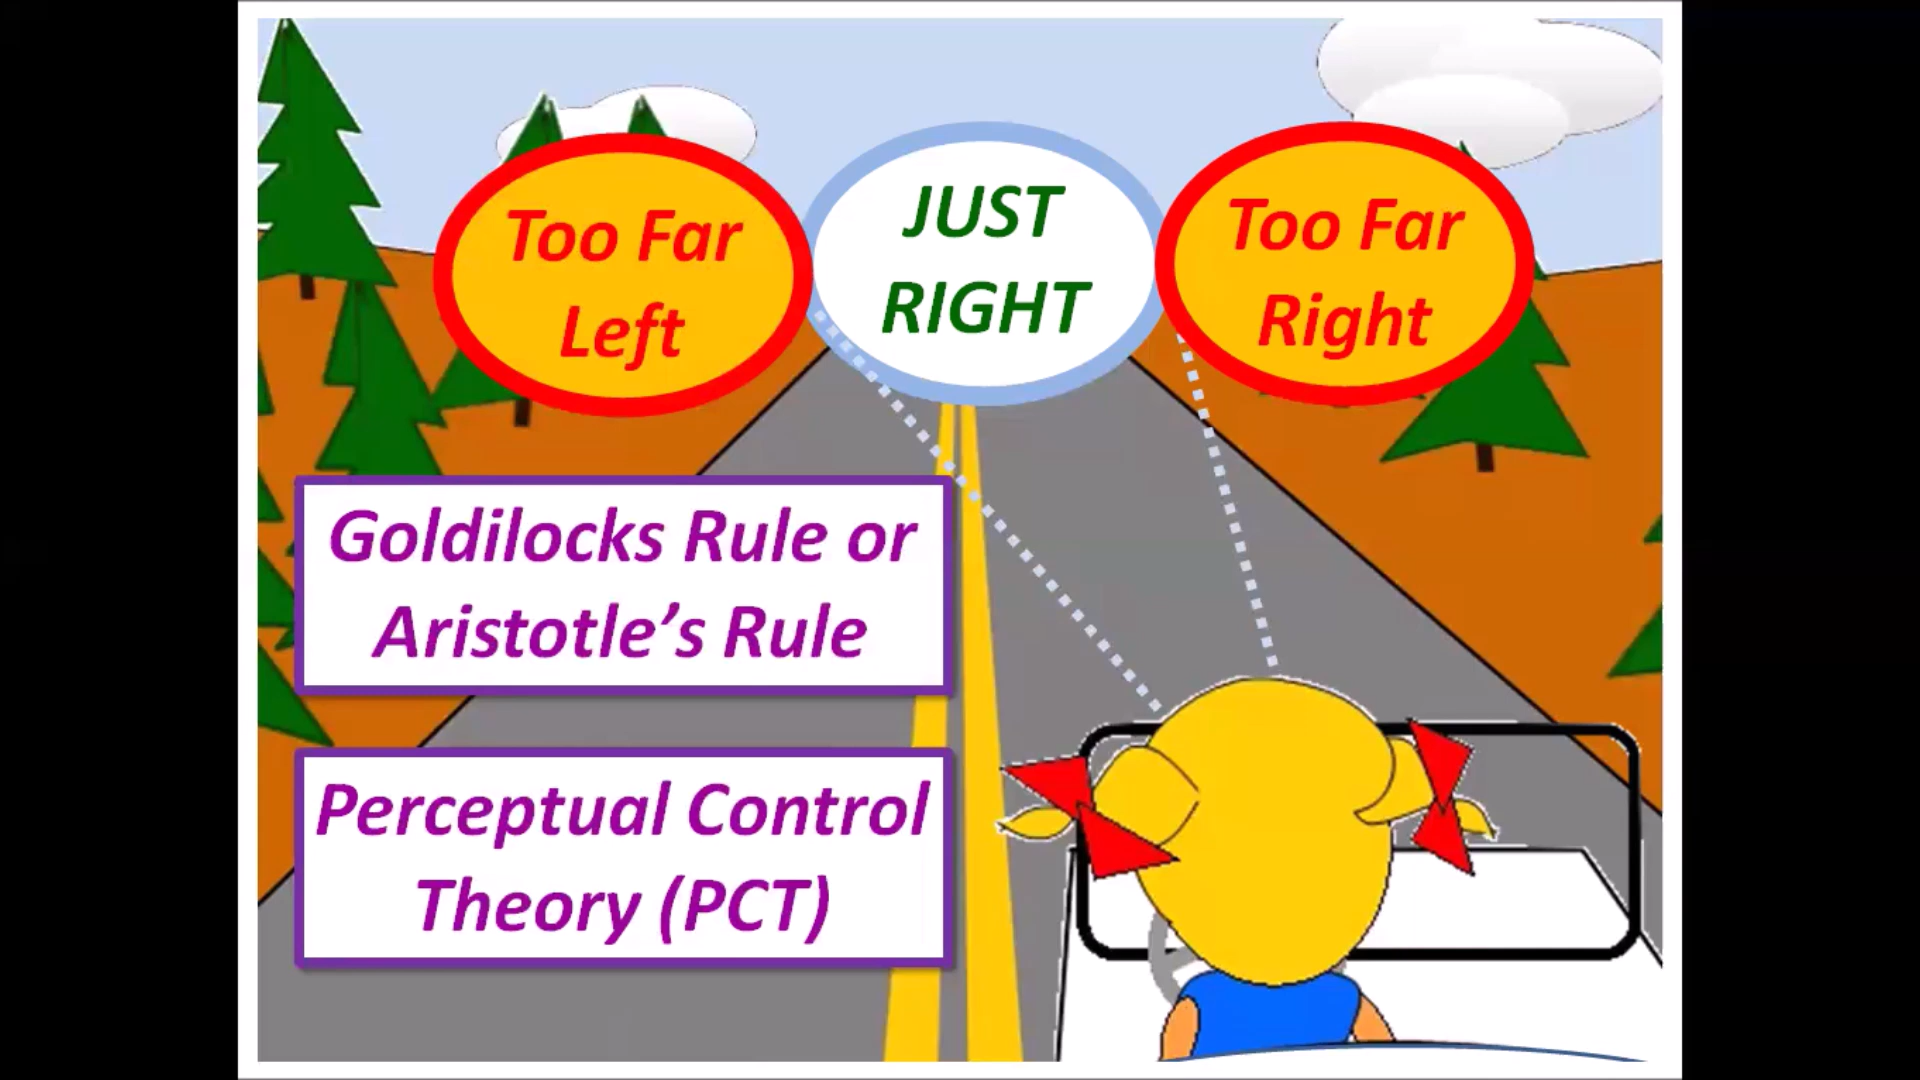 Too Far
Left
JUST
RIGHT
Too Far
Right
Goldilocks Rule or
Aristotle’s Rule
Perceptual Control
Theory (PCT)